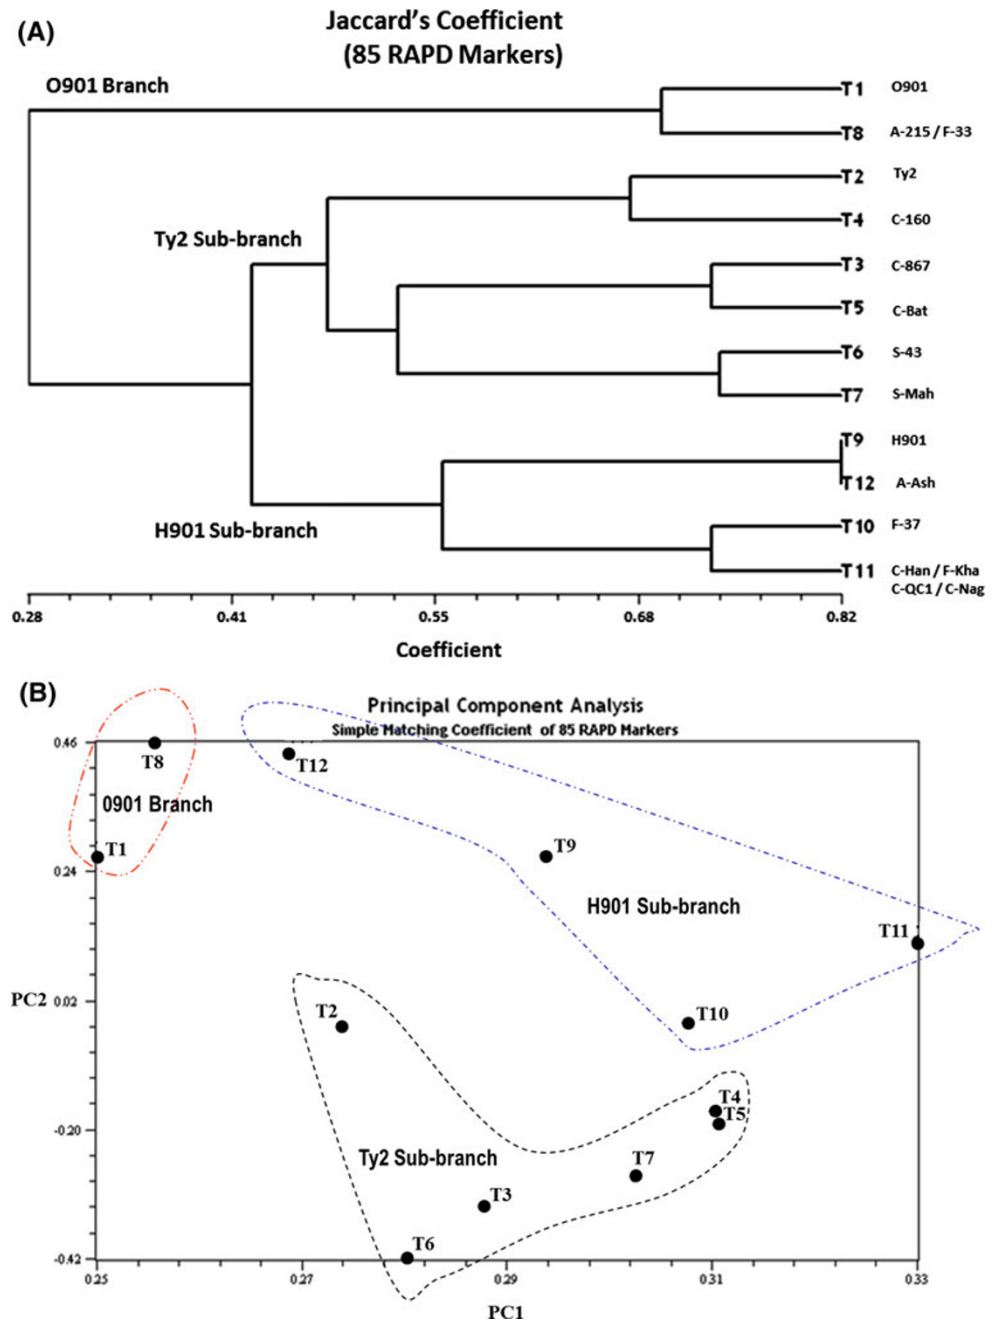 (A)
Jaccard's Coefficient
(85 RAPD Markers)
O901 Branch
T1 O901
T8 A-215 / F-33
T2 Ty2
T4 C-160
Ty2 Sub-branch
T3 C-867
T5 C-Bat
T6 S-43
T7 S-Mah
T9 H901
T12 A-Ash
H901 Sub-branch
T10 F-37
T11 C-Han / F-Kha
C-QC1 / C-Nag
0.28 0.41 0.55 0.68 0.82
Coefficient
(B)
Principal Component Analysis
Simple Matching Coefficient of 85 RAPD Markers
0.46
T8
T12
0901 Branch
T1
T9
0.24
H901 Sub-branch
T11
PC2 0.02
T2
T10
T4
T5
-0.20
Ty2 Sub-branch
T7
T3
T6
-0.42
0.25 0.27 0.29 0.31 0.33
PC1